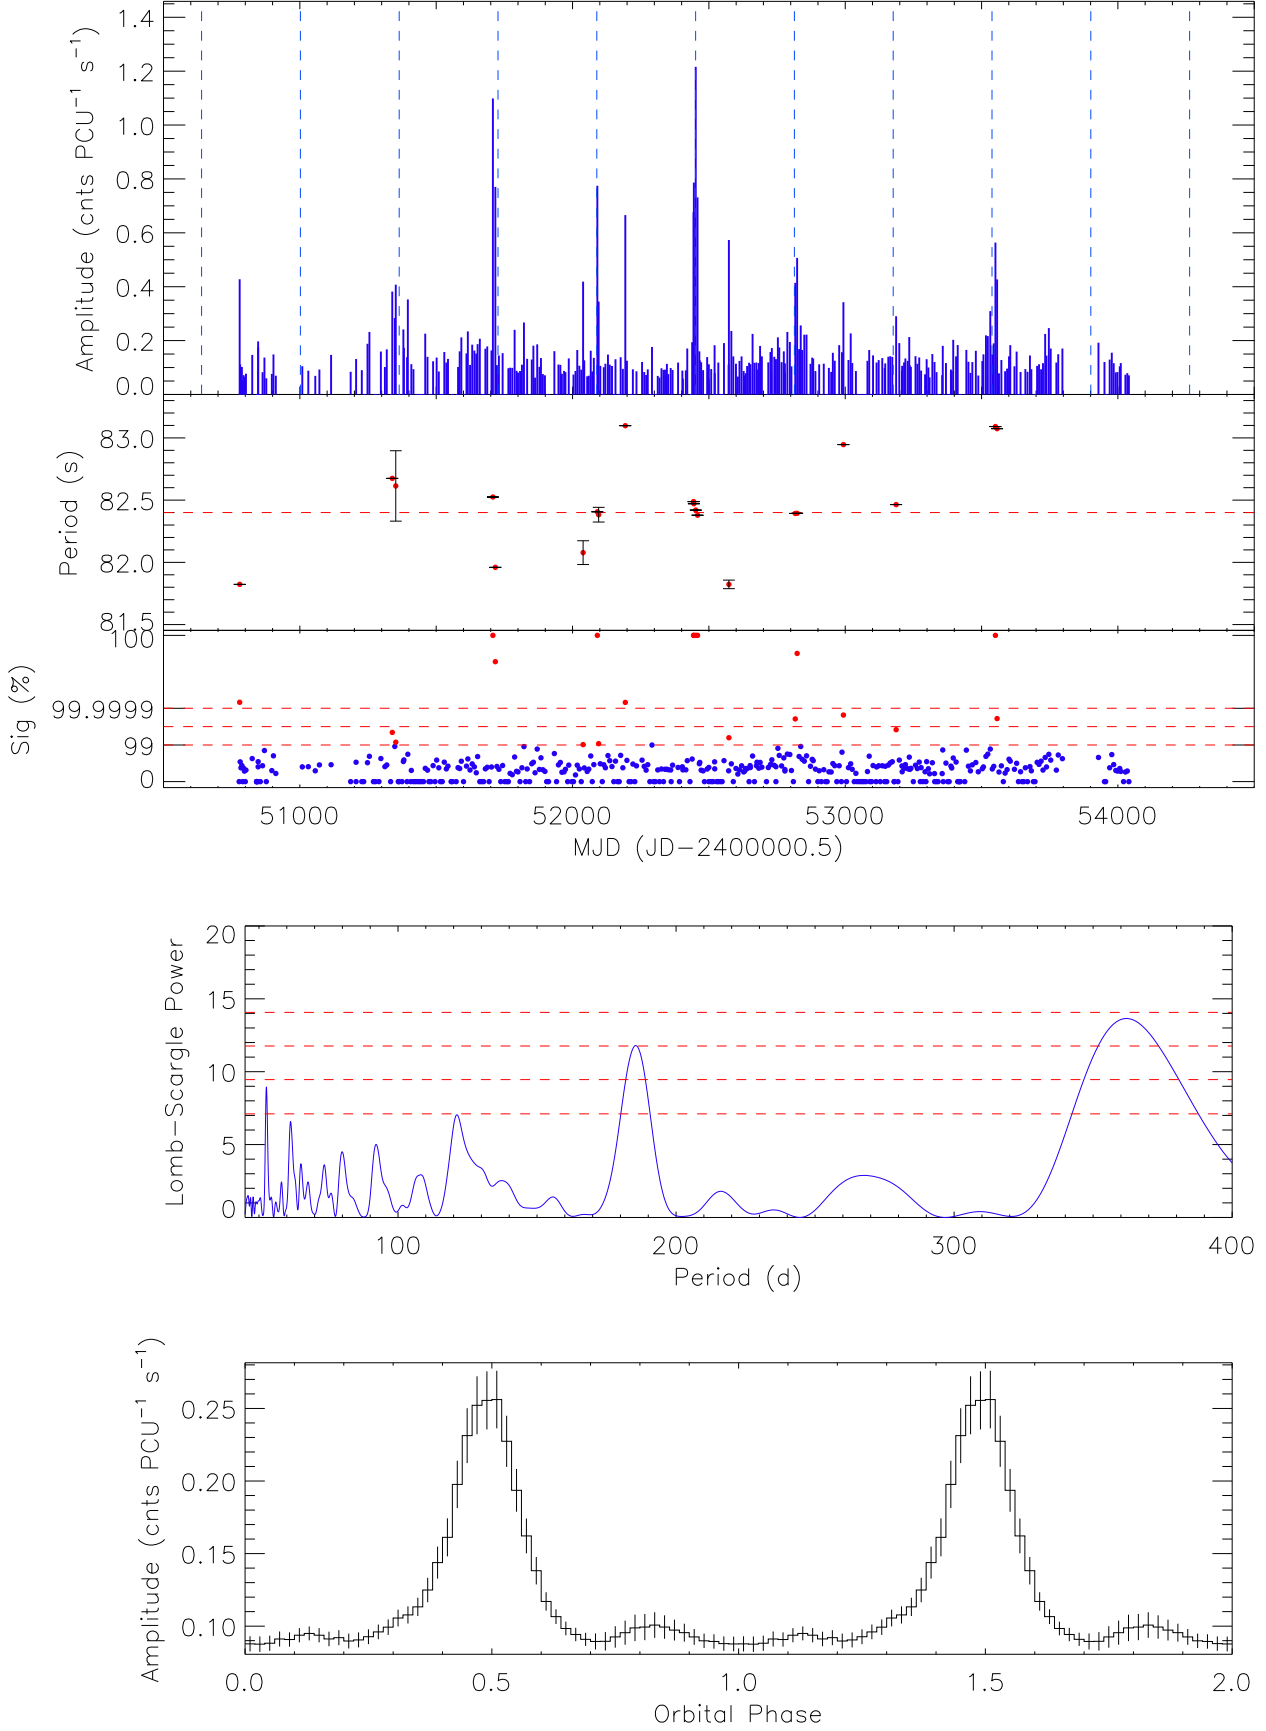 Amplitude (cnts PCU⁻¹ s⁻¹)
1.4
1.2
1.0
0.8
0.6
0.4
0.2
0.0
Period (s)
83.0
82.5
82.0
81.5
Sig (%)
100
99.9999
99
0
51000 52000 53000 54000
MJD (JD−2400000.5)
Lomb−Scargle Power
20
15
10
5
0
100 200 300 400
Period (d)
Amplitude (cnts PCU⁻¹ s⁻¹)
0.25
0.20
0.15
0.10
0.0 0.5 1.0 1.5 2.0
Orbital Phase